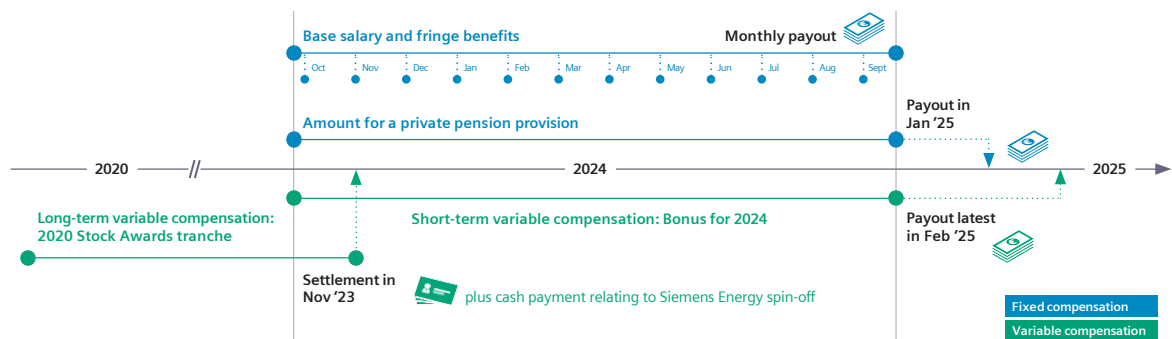 Base salary and fringe benefits
Monthly payout
Oct Nov Dec Jan Feb Mar Apr May Jun Jul Aug Sept
Amount for a private pension provision
Payout in
Jan ’25
2020 // 2024 2025
Long-term variable compensation:
2020 Stock Awards tranche
Short-term variable compensation: Bonus for 2024
Payout latest
in Feb ’25
Settlement in
Nov ’23
plus cash payment relating to Siemens Energy spin-off
Fixed compensation
Variable compensation